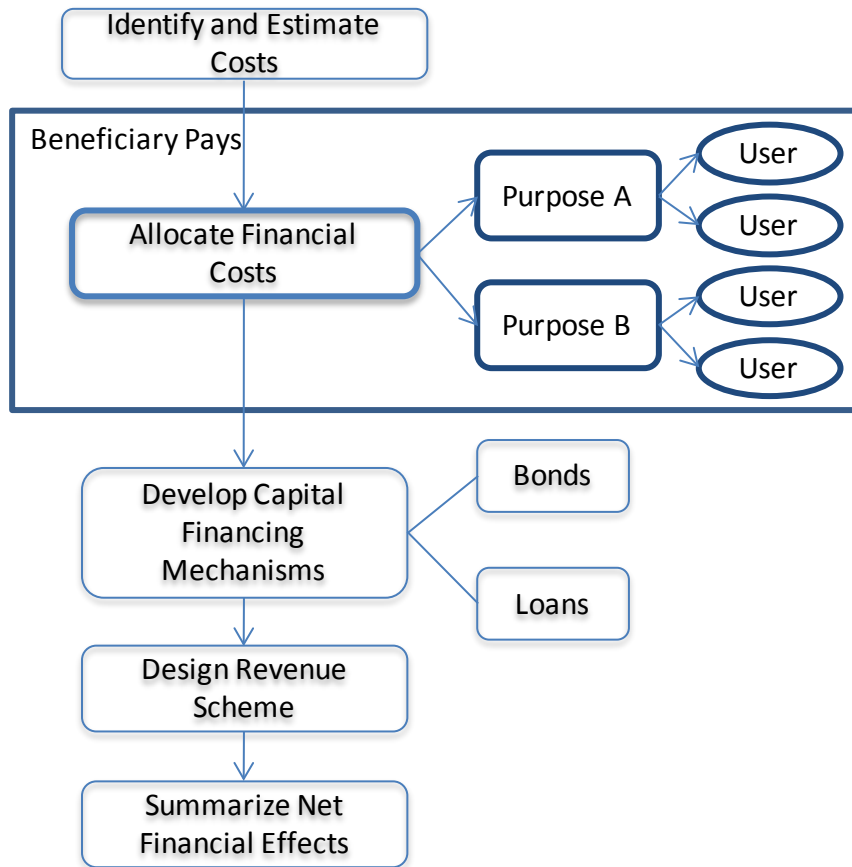 Identify and Estimate
Costs
Beneficiary Pays
Allocate Financial
Costs
Purpose A
User
User
Purpose B
User
User
Develop Capital
Financing
Mechanisms
Bonds
Loans
Design Revenue
Scheme
Summarize Net
Financial Effects